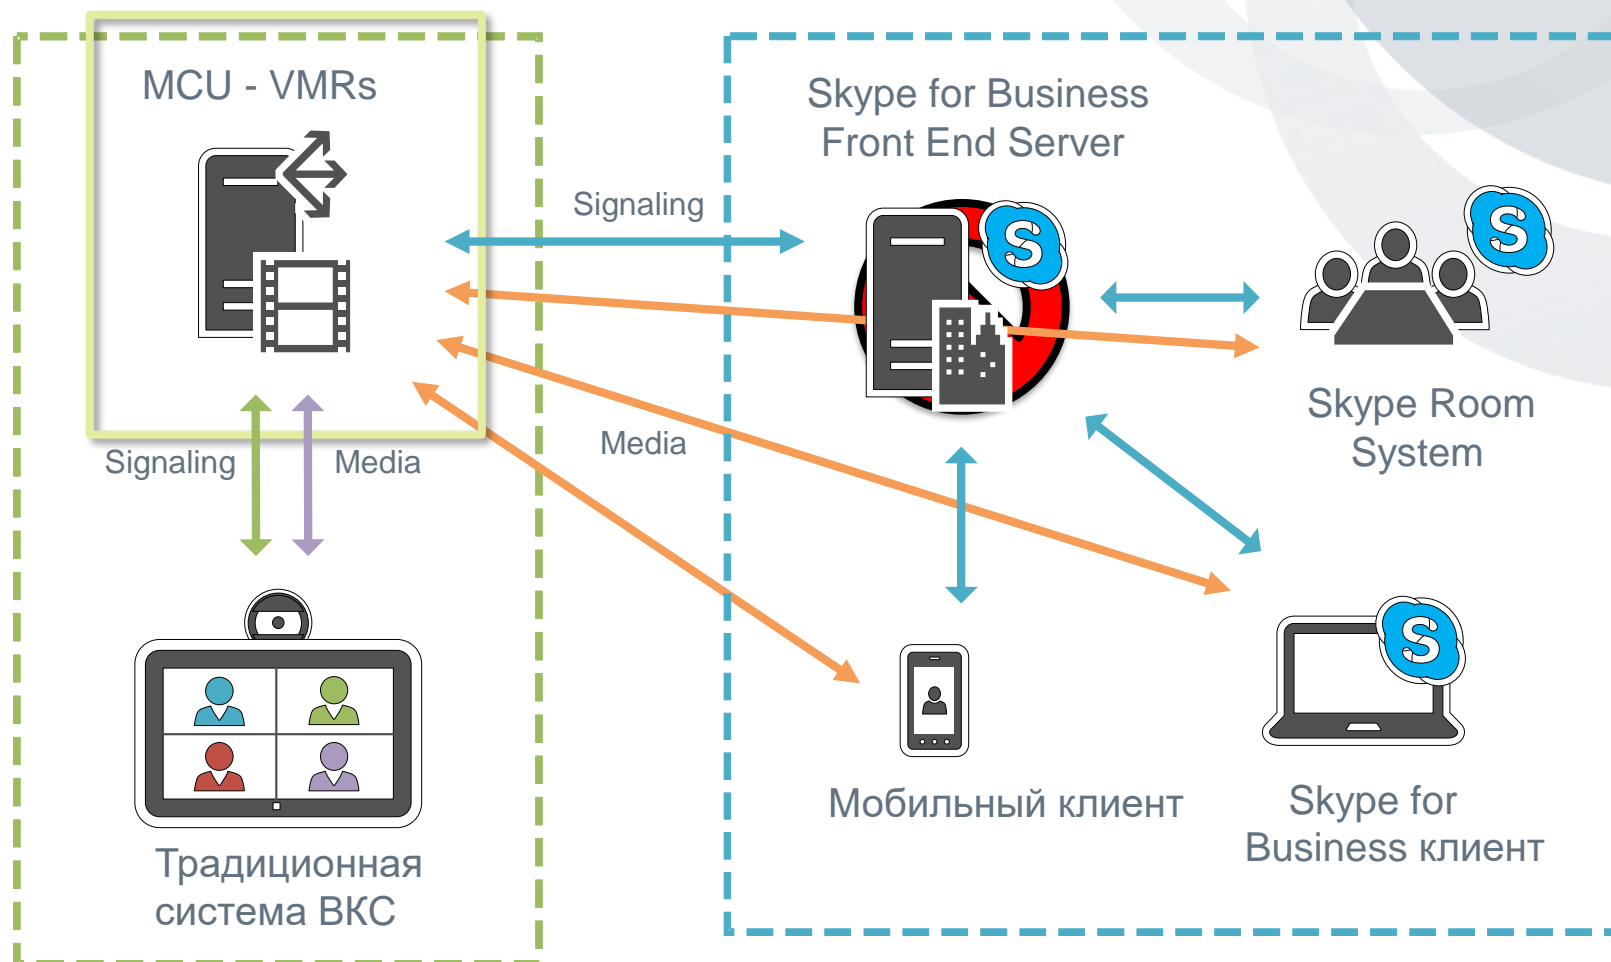 MCU - VMRs
Skype for Business
Front End Server
Signaling
Skype Room
System
Media
Signaling
Media
Мобильный клиент
Skype for
Business клиент
Традиционная
система ВКС